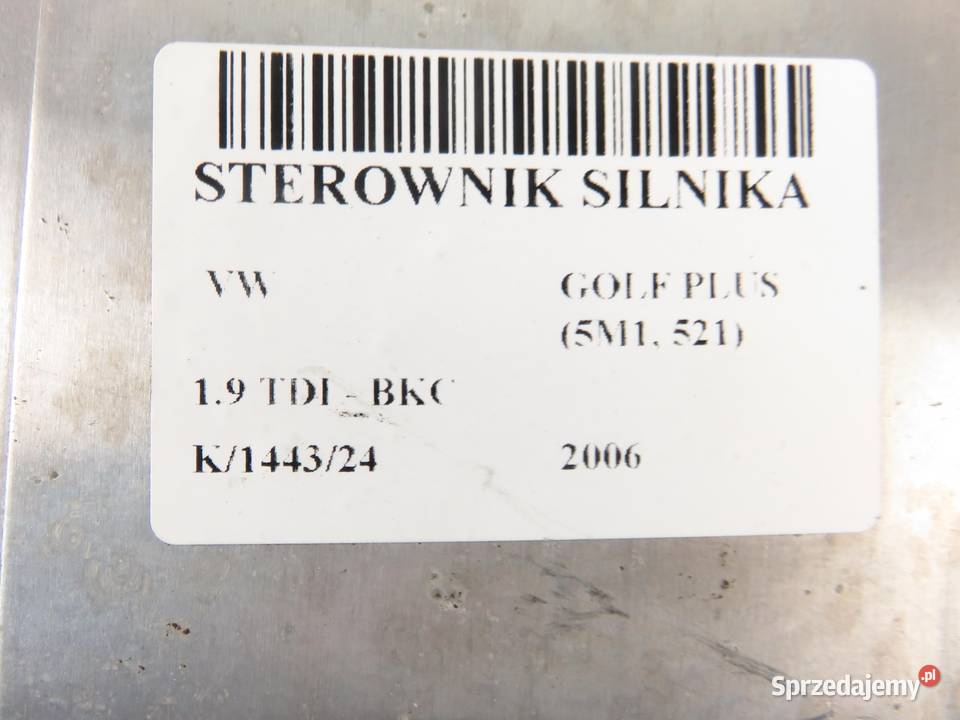 STEROWNIK SILNIKA
VW GOLF PLUS
(5M1, 521)
1.9 TDI - BKC
K/1443/24 2006
Sprzedajemy.pl